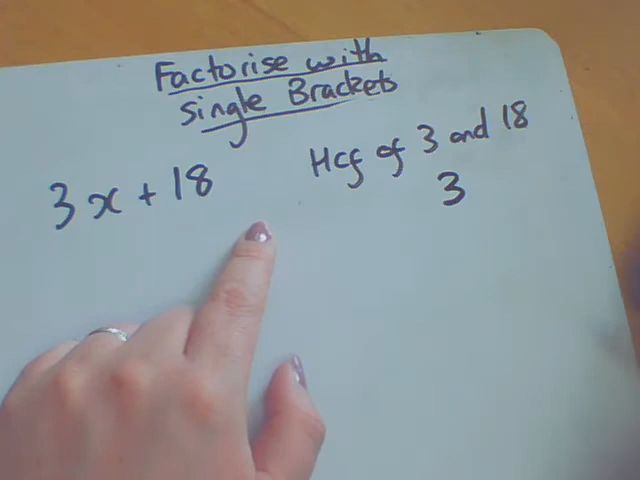 Factorise with
single Brackets
Hcf of 3 and 18
3x + 18
3